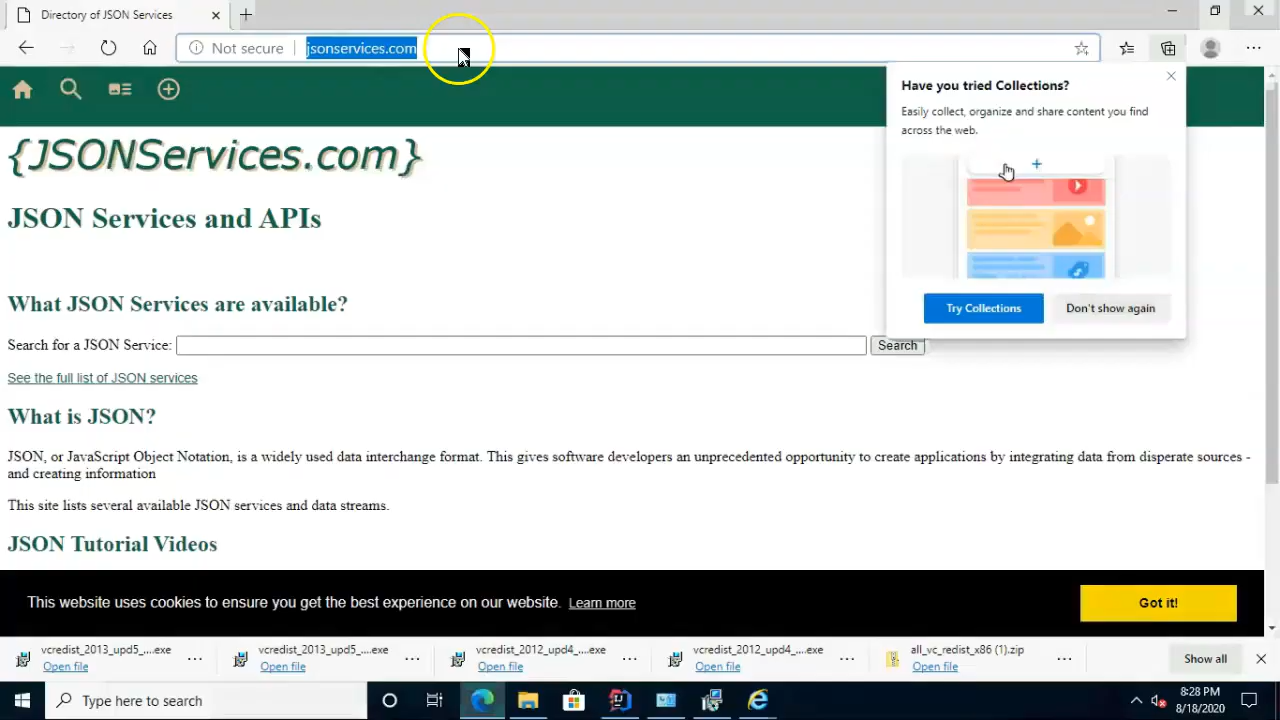 Directory of JSON Services
Not secure
jsonservices.com
Have you tried Collections?
Easily collect, organize and share content you find
across the web.
Try Collections
Don't show again
{JSONServices.com}
JSON Services and APIs
What JSON Services are available?
Search for a JSON Service:
Search
See the full list of JSON services
What is JSON?
JSON, or JavaScript Object Notation, is a widely used data interchange format. This gives software developers an unprecedented opportunity to create applications by integrating data from disparate sources -
and creating information
This site lists several available JSON services and data streams.
JSON Tutorial Videos
This website uses cookies to ensure you get the best experience on our website. Learn more
Got it!
vcredist_2013_upd5_....exe
Open file
vcredist_2013_upd5_....exe
Open file
vcredist_2012_upd4_....exe
Open file
vcredist_2012_upd4_....exe
Open file
all_vc_redist_x86 (1).zip
Open file
Show all
Type here to search
8:28 PM
8/18/2020